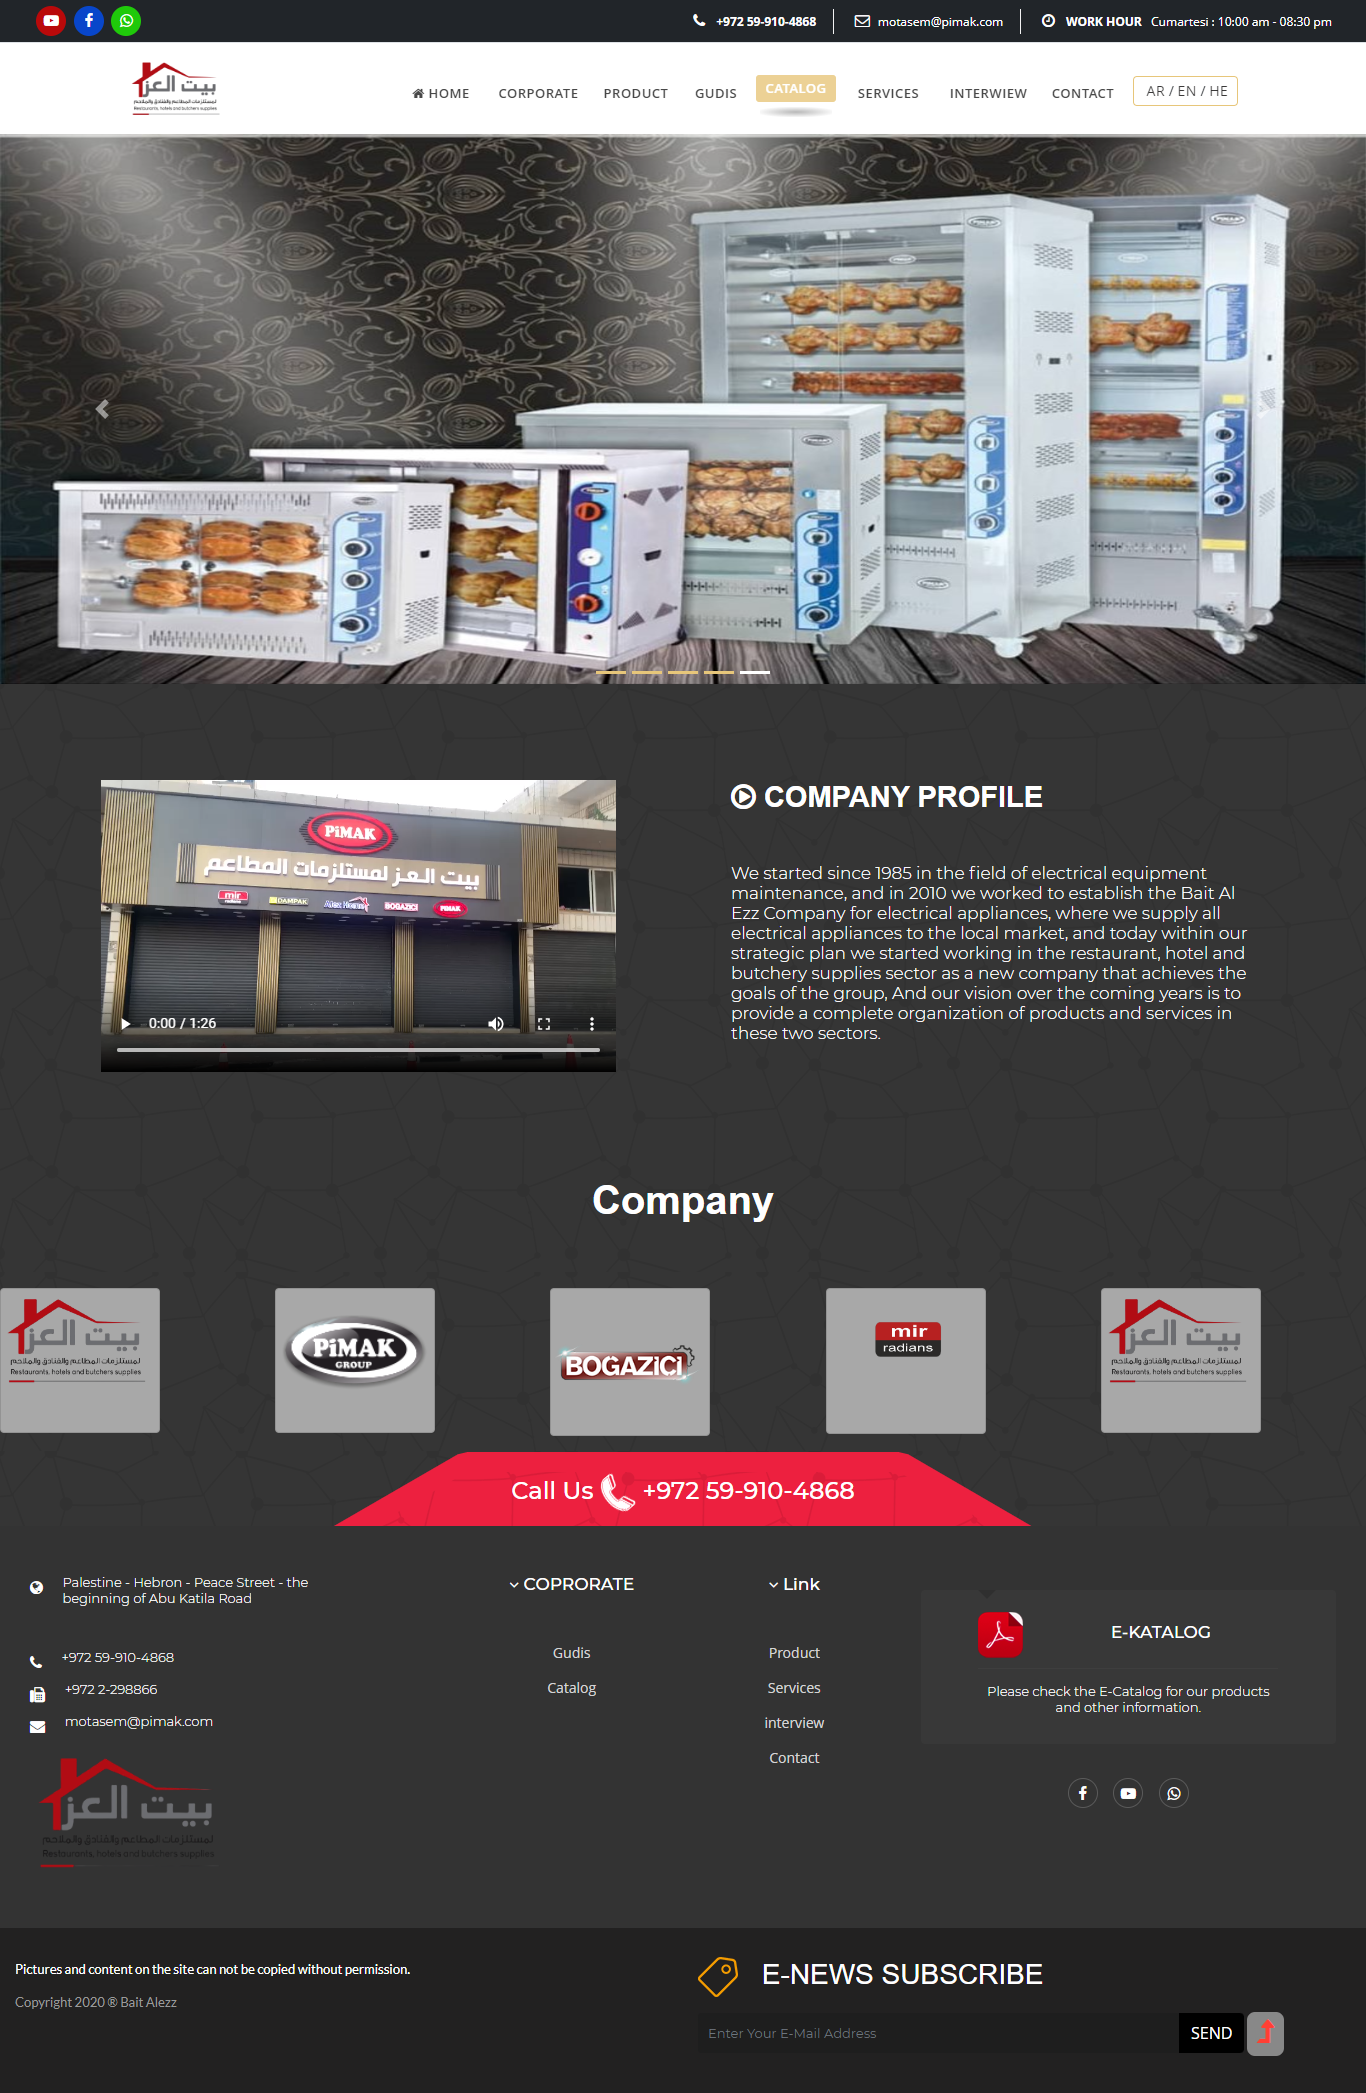 +972 59-910-4868
motasem@pimak.com
WORK HOUR Cumartesi : 10:00 am - 08:30 pm
بيت العز
لمستلزمات المطاعم والفنادق والملاحم
Restaurants, hotels and butchers supplies
HOME
CORPORATE
PRODUCT
GUDIS
CATALOG
SERVICES
INTERWIEW
CONTACT
AR / EN / HE
PiMAK
بيت العز لمستلزمات المطاعم
mir
radians
DAMPAK
BOGAZICI
PIMAK
0:00 / 1:26
COMPANY PROFILE
We started since 1985 in the field of electrical equipment
maintenance, and in 2010 we worked to establish the Bait Al
Ezz Company for electrical appliances, where we supply all
electrical appliances to the local market, and today within our
strategic plan we started working in the restaurant, hotel and
butchery supplies sector as a new company that achieves the
goals of the group, And our vision over the coming years is to
provide a complete organization of products and services in
these two sectors.
Company
بيت العز
لمستلزمات المطاعم والفنادق والملاحم
Restaurants, hotels and butchers supplies
PiMAK
GROUP
BOGAZiCi
mir
radians
بيت العز
لمستلزمات المطاعم والفنادق والملاحم
Restaurants, hotels and butchers supplies
Call Us +972 59-910-4868
Palestine - Hebron - Peace Street - the
beginning of Abu Katila Road
+972 59-910-4868
+972 2-298866
motasem@pimak.com
بيت العز
لمستلزمات المطاعم والفنادق والملاحم
Restaurants, hotels and butchers supplies
COPRORATE
Gudis
Catalog
Link
Product
Services
interview
Contact
E-KATALOG
Please check the E-Catalog for our products
and other information.
Pictures and content on the site can not be copied without permission.
Copyright 2020 ® Bait Alezz
E-NEWS SUBSCRIBE
Enter Your E-Mail Address
SEND